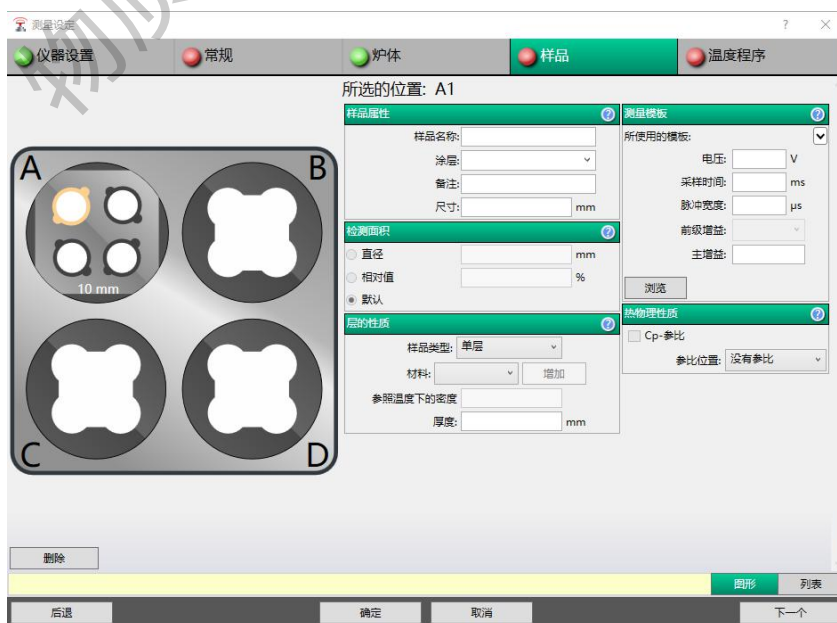 测量设定
? ×
仪器设置 常规 炉体 样品 温度程序
所选的位置: A1
样品属性 ?
样品名称:
涂层:
备注:
尺寸: mm
检测面积 ?
直径 mm
相对值 %
默认
层的性质 ?
样品类型: 单层
材料: 增加
参照温度下的密度
厚度: mm
测量模板 ?
所使用的模板:
电压: V
采样时间: ms
脉冲宽度: μs
前级增益:
主增益:
浏览
热物理性质 ?
Cp-参比
参比位置: 没有参比
A B
10 mm
C D
删除
图形 列表
后退 确定 取消 下一个